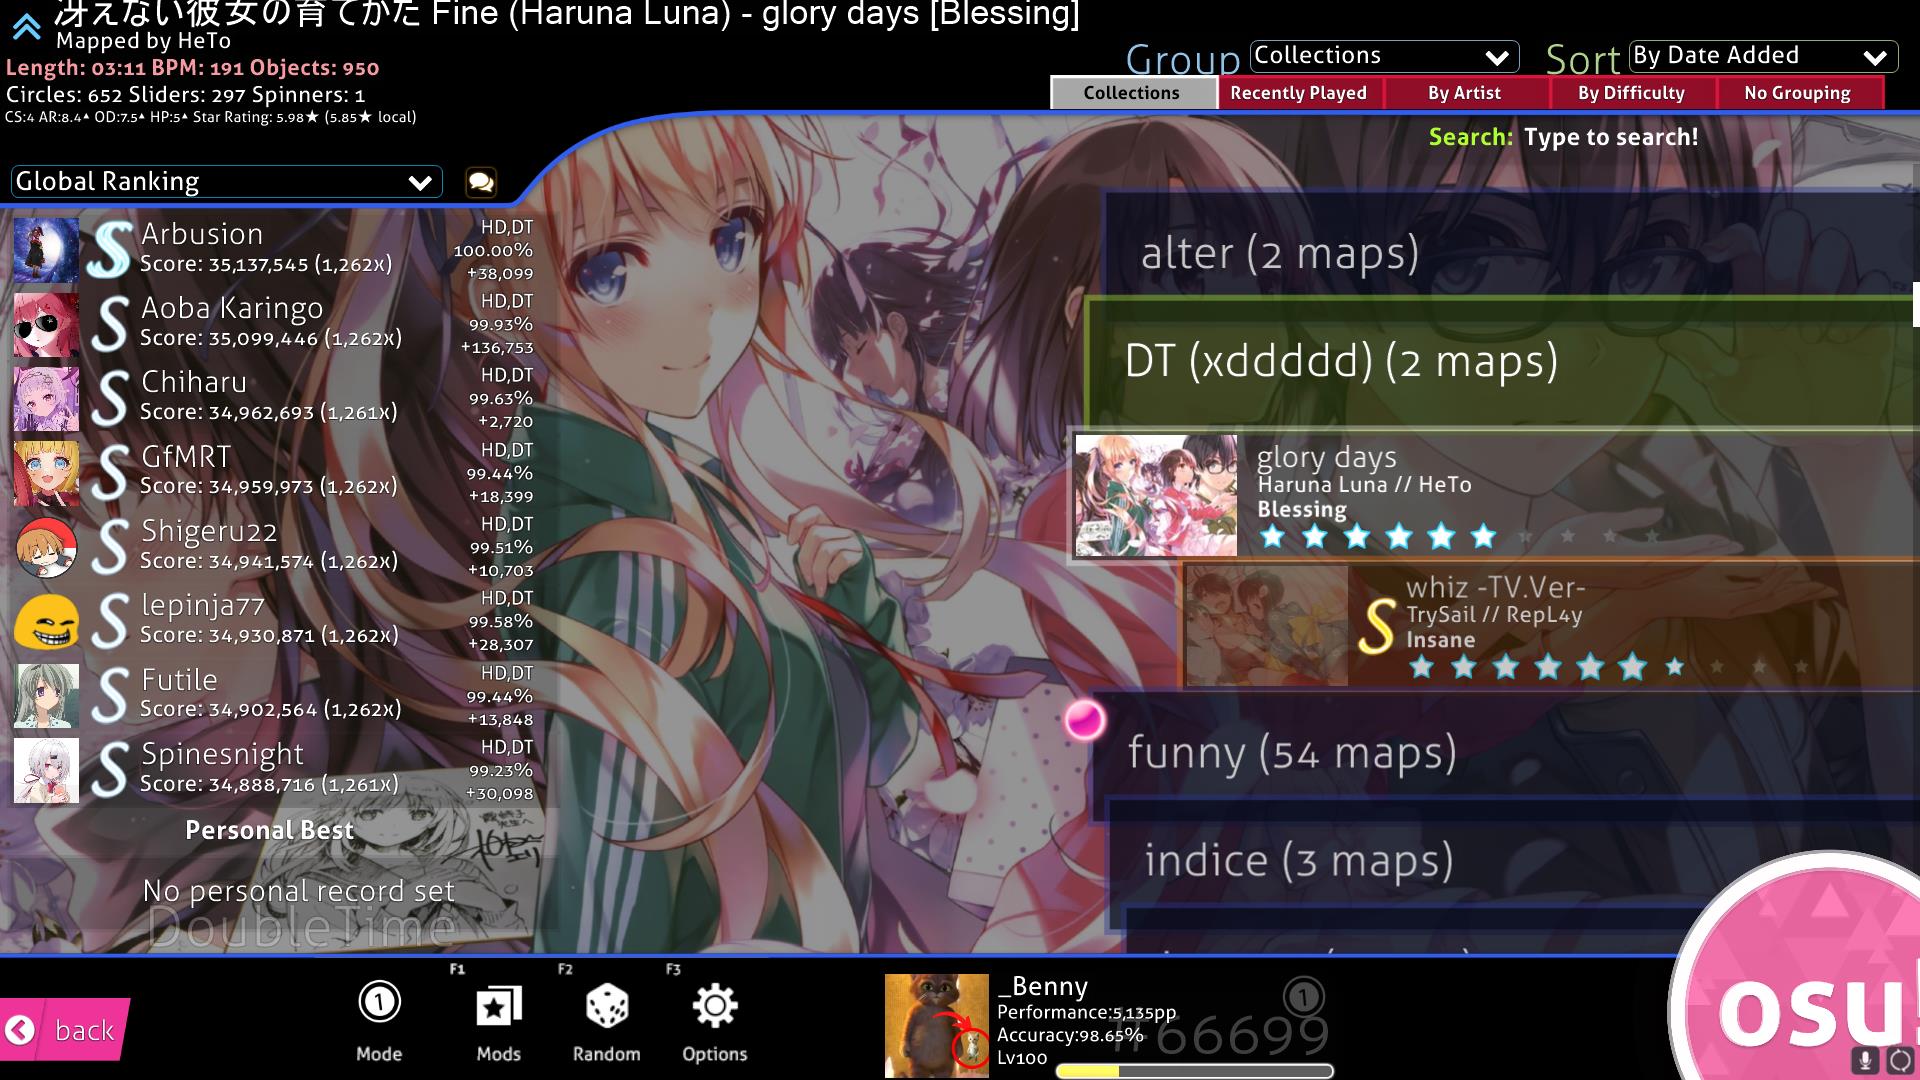 冴えない彼女の育てかた Fine (Haruna Luna) - glory days [Blessing]
Mapped by HeTo
Length: 03:11 BPM: 191 Objects: 950
Circles: 652 Sliders: 297 Spinners: 1
CS:4 AR:8.4▲ OD:7.5▲ HP:5▲ Star Rating: 5.98★ (5.85★ local)
Group
Collections
Sort
By Date Added
Collections
Recently Played
By Artist
By Difficulty
No Grouping
Search: Type to search!
Global Ranking
Arbusion
Score: 35,137,545 (1,262x)
HD,DT
100.00%
+38,099
Aoba Karingo
Score: 35,099,446 (1,262x)
HD,DT
99.93%
+136,753
Chiharu
Score: 34,962,693 (1,261x)
HD,DT
99.63%
+2,720
GfMRT
Score: 34,959,973 (1,262x)
HD,DT
99.44%
+18,399
Shigeru22
Score: 34,941,574 (1,262x)
HD,DT
99.51%
+10,703
lepinja77
Score: 34,930,871 (1,262x)
HD,DT
99.58%
+28,307
Futile
Score: 34,902,564 (1,262x)
HD,DT
99.44%
+13,848
Spinesnight
Score: 34,888,716 (1,261x)
HD,DT
99.23%
+30,098
Personal Best
No personal record set
DoubleTime
alter (2 maps)
DT (xddddd) (2 maps)
glory days
Haruna Luna // HeTo
Blessing
whiz -TV.Ver-
TrySail // RepL4y
Insane
funny (54 maps)
indice (3 maps)
back
Mode
F1
Mods
F2
Random
F3
Options
_Benny
Performance:5,135pp
Accuracy:98.65%
Lv100
#66699
osu!